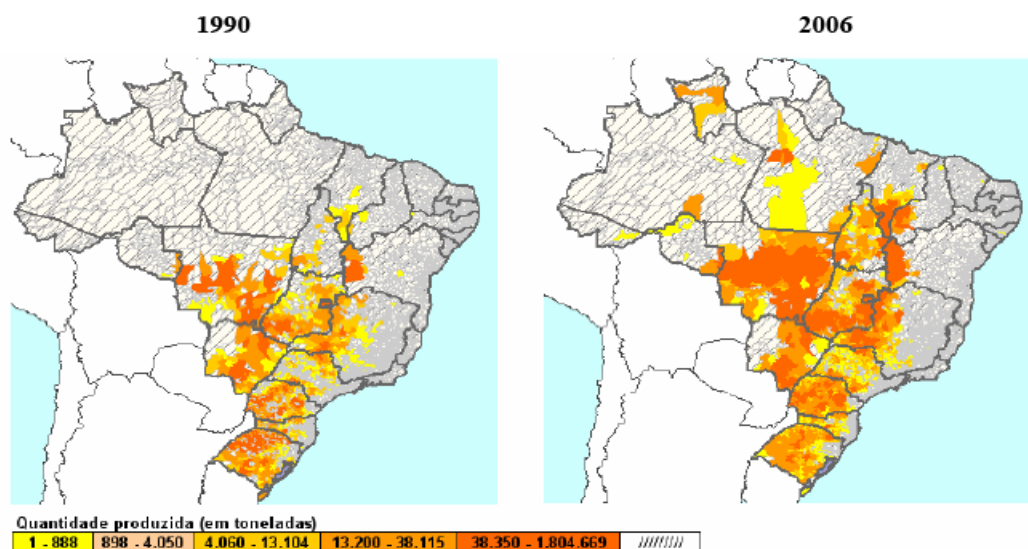 1990
2006
Quantidade produzida (em toneladas)
1 - 888 898 - 4.050 4.060 - 13.104 13.200 - 38.115 38.350 - 1.804.669